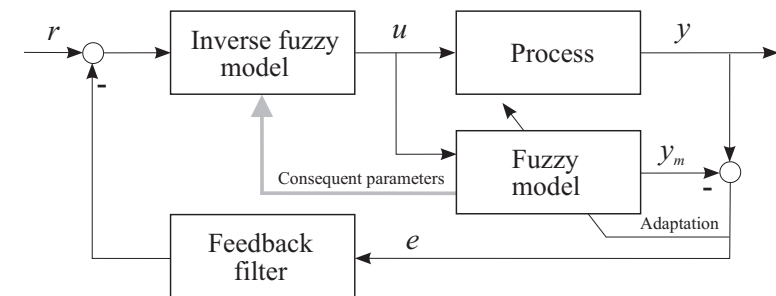 r
-
Inverse fuzzy
model
u
Process
y
Consequent parameters
Fuzzy
model
y_m
-
Adaptation
Feedback
filter
e